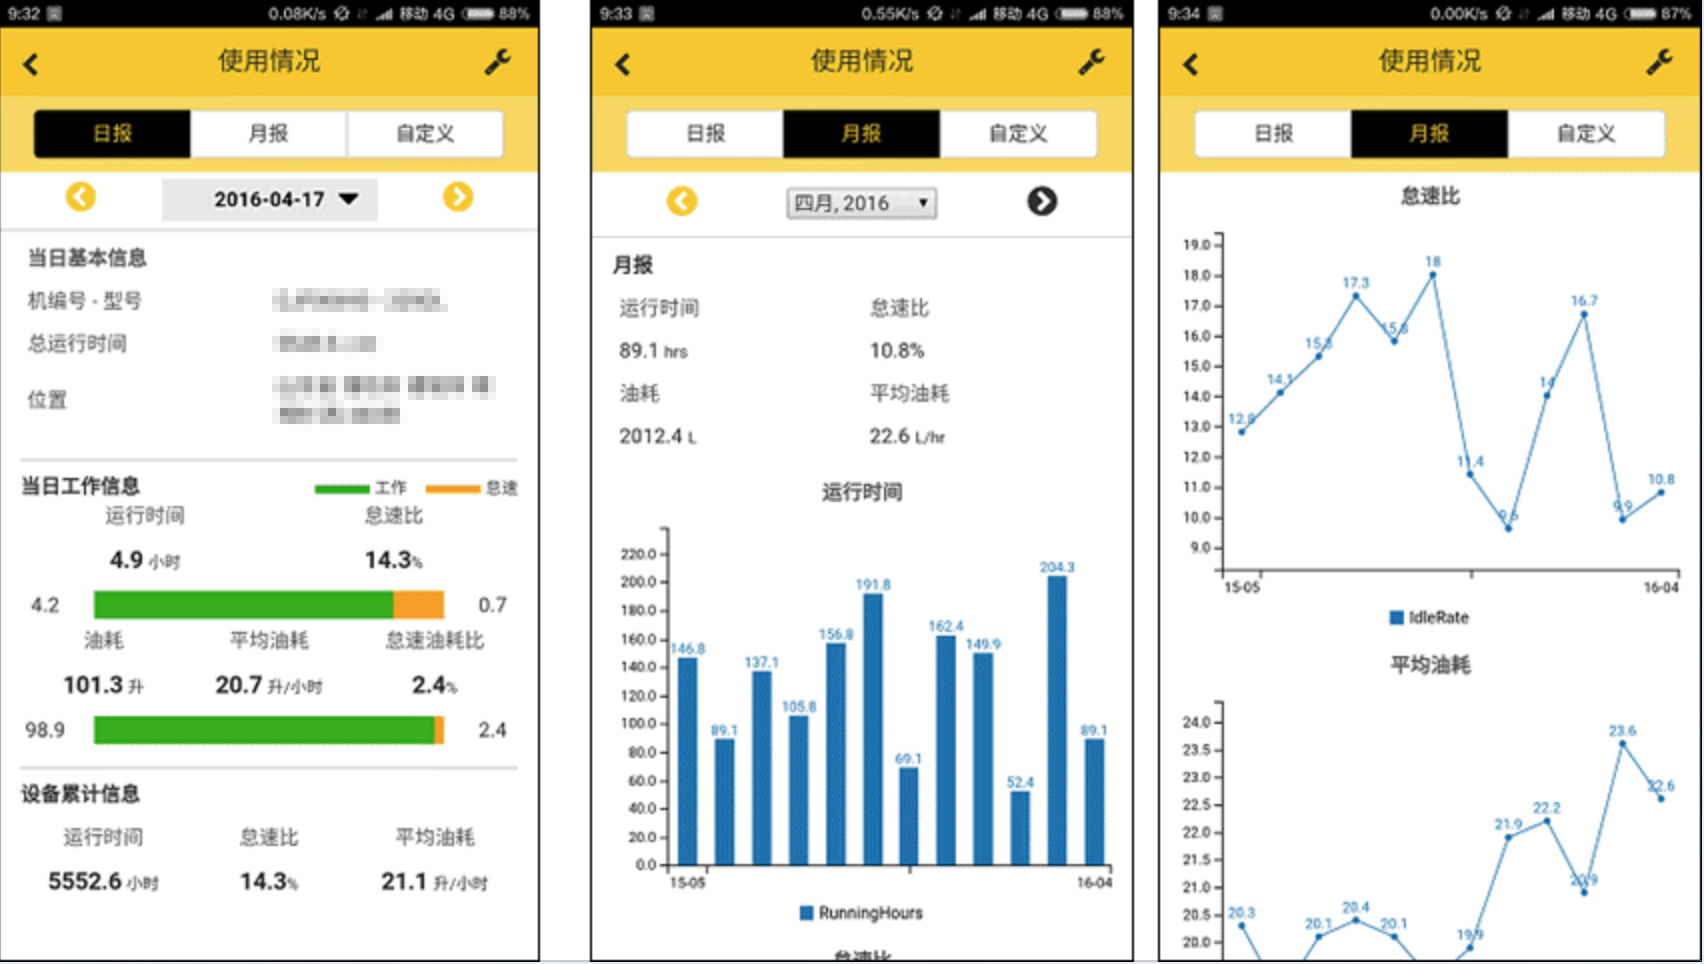 9:32
0.08K/s 移动 4G 88%
使用情况
日报 月报 自定义
2016-04-17
当日基本信息
机编号 - 型号
总运行时间
位置
当日工作信息 工作 怠速
运行时间 怠速比
4.9 小时 14.3%
4.2 0.7
油耗 平均油耗 怠速油耗比
101.3 升 20.7 升/小时 2.4%
98.9 2.4
设备累计信息
运行时间 怠速比 平均油耗
5552.6 小时 14.3% 21.1 升/小时
9:33
0.55K/s 移动 4G 88%
使用情况
日报 月报 自定义
四月, 2016
月报
运行时间 怠速比
89.1 hrs 10.8%
油耗 平均油耗
2012.4 L 22.6 L/hr
运行时间
220.0
200.0
180.0
160.0
140.0
120.0
100.0
80.0
60.0
40.0
20.0
0.0
146.8 89.1 137.1 105.8 156.8 191.8 69.1 162.4 149.9 52.4 204.3 89.1
15-05 16-04
RunningHours
怠速比
9:34
0.00K/s 移动 4G 87%
使用情况
日报 月报 自定义
怠速比
19.0
18.0
17.0
16.0
15.0
14.0
13.0
12.0
11.0
10.0
9.0
12.8 14.1 15.3 17.3 15.8 18 11.4 9.6 14 16.7 9.9 10.8
15-05 16-04
IdleRate
平均油耗
24.0
23.5
23.0
22.5
22.0
21.5
21.0
20.5
20.0
20.3 20.1 20.4 20.1 19.9 21.9 22.2 20.9 23.6 22.6